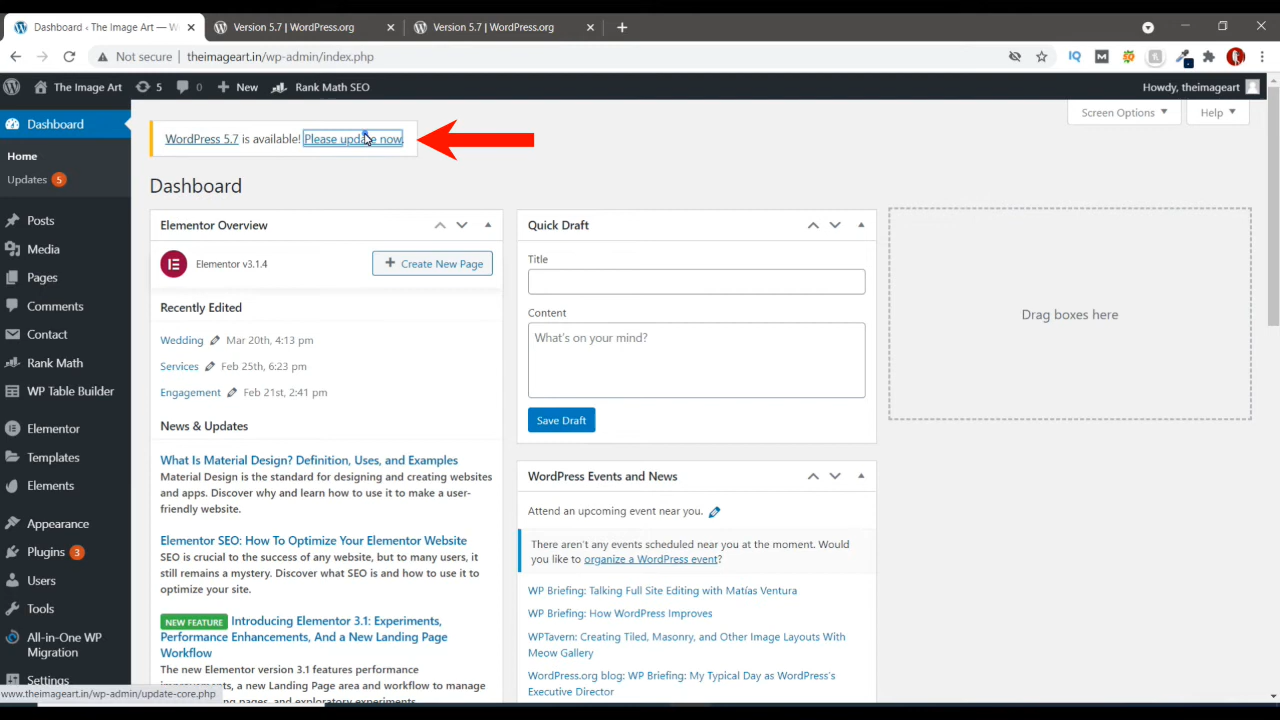 Dashboard ‹ The Image Art — W
Version 5.7 | WordPress.org
Version 5.7 | WordPress.org
Not secure | theimageart.in/wp-admin/index.php
The Image Art 5 0 New Rank Math SEO Howdy, theimageart
Screen Options Help
WordPress 5.7 is available! Please update now.
Dashboard
Home
Updates 5
Posts
Media
Pages
Comments
Contact
Rank Math
WP Table Builder
Elementor
Templates
Elements
Appearance
Plugins 3
Users
Tools
All-in-One WP
Migration
Settings
Dashboard
Elementor Overview
Elementor v3.1.4
Create New Page
Recently Edited
Wedding Mar 20th, 4:13 pm
Services Feb 25th, 6:23 pm
Engagement Feb 21st, 2:41 pm
News & Updates
What Is Material Design? Definition, Uses, and Examples
Material Design is the standard for designing and creating websites
and apps. Discover why and learn how to use it to make a user-
friendly website.
Elementor SEO: How To Optimize Your Elementor Website
SEO is crucial to the success of any website, but to many users, it
still remains a mystery. Discover what SEO is and how to use it to
optimize your site.
NEW FEATURE Introducing Elementor 3.1: Experiments,
Performance Enhancements, And a New Landing Page
Workflow
The new Elementor version 3.1 features performance
a new Landing Page area and workflow to manage
pages, and exploratory experiments.
Quick Draft
Title
Content
What's on your mind?
Save Draft
WordPress Events and News
Attend an upcoming event near you.
There aren't any events scheduled near you at the moment. Would
you like to organize a WordPress event?
WP Briefing: Talking Full Site Editing with Matías Ventura
WP Briefing: How WordPress Improves
WPTavern: Creating Tiled, Masonry, and Other Image Layouts With
Meow Gallery
WordPress.org blog: WP Briefing: My Typical Day as WordPress's
Executive Director
Drag boxes here
www.theimageart.in/wp-admin/update-core.php